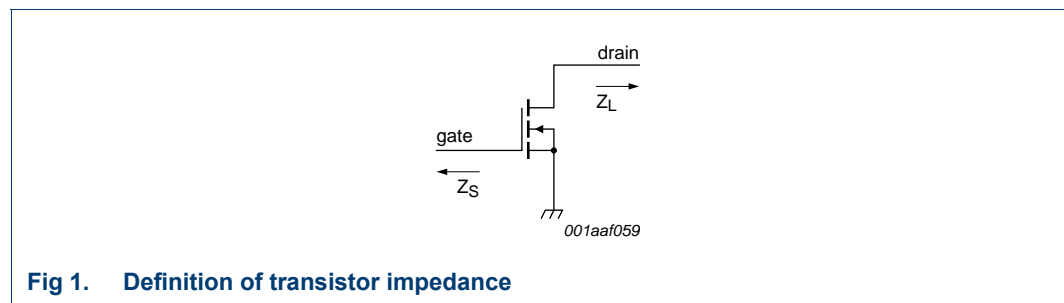 drain
Z_L
gate
Z_S
001aaf059
Fig 1. Definition of transistor impedance